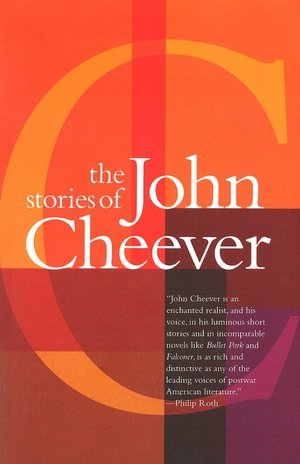 the
stories of
John
Cheever
"John Cheever is an
enchanted realist, and his
voice, in his luminous short
stories and in incomparable
novels like Bullet Park and
Falconer, is as rich and
distinctive as any of the
leading voices of postwar
American literature."
—Philip Roth